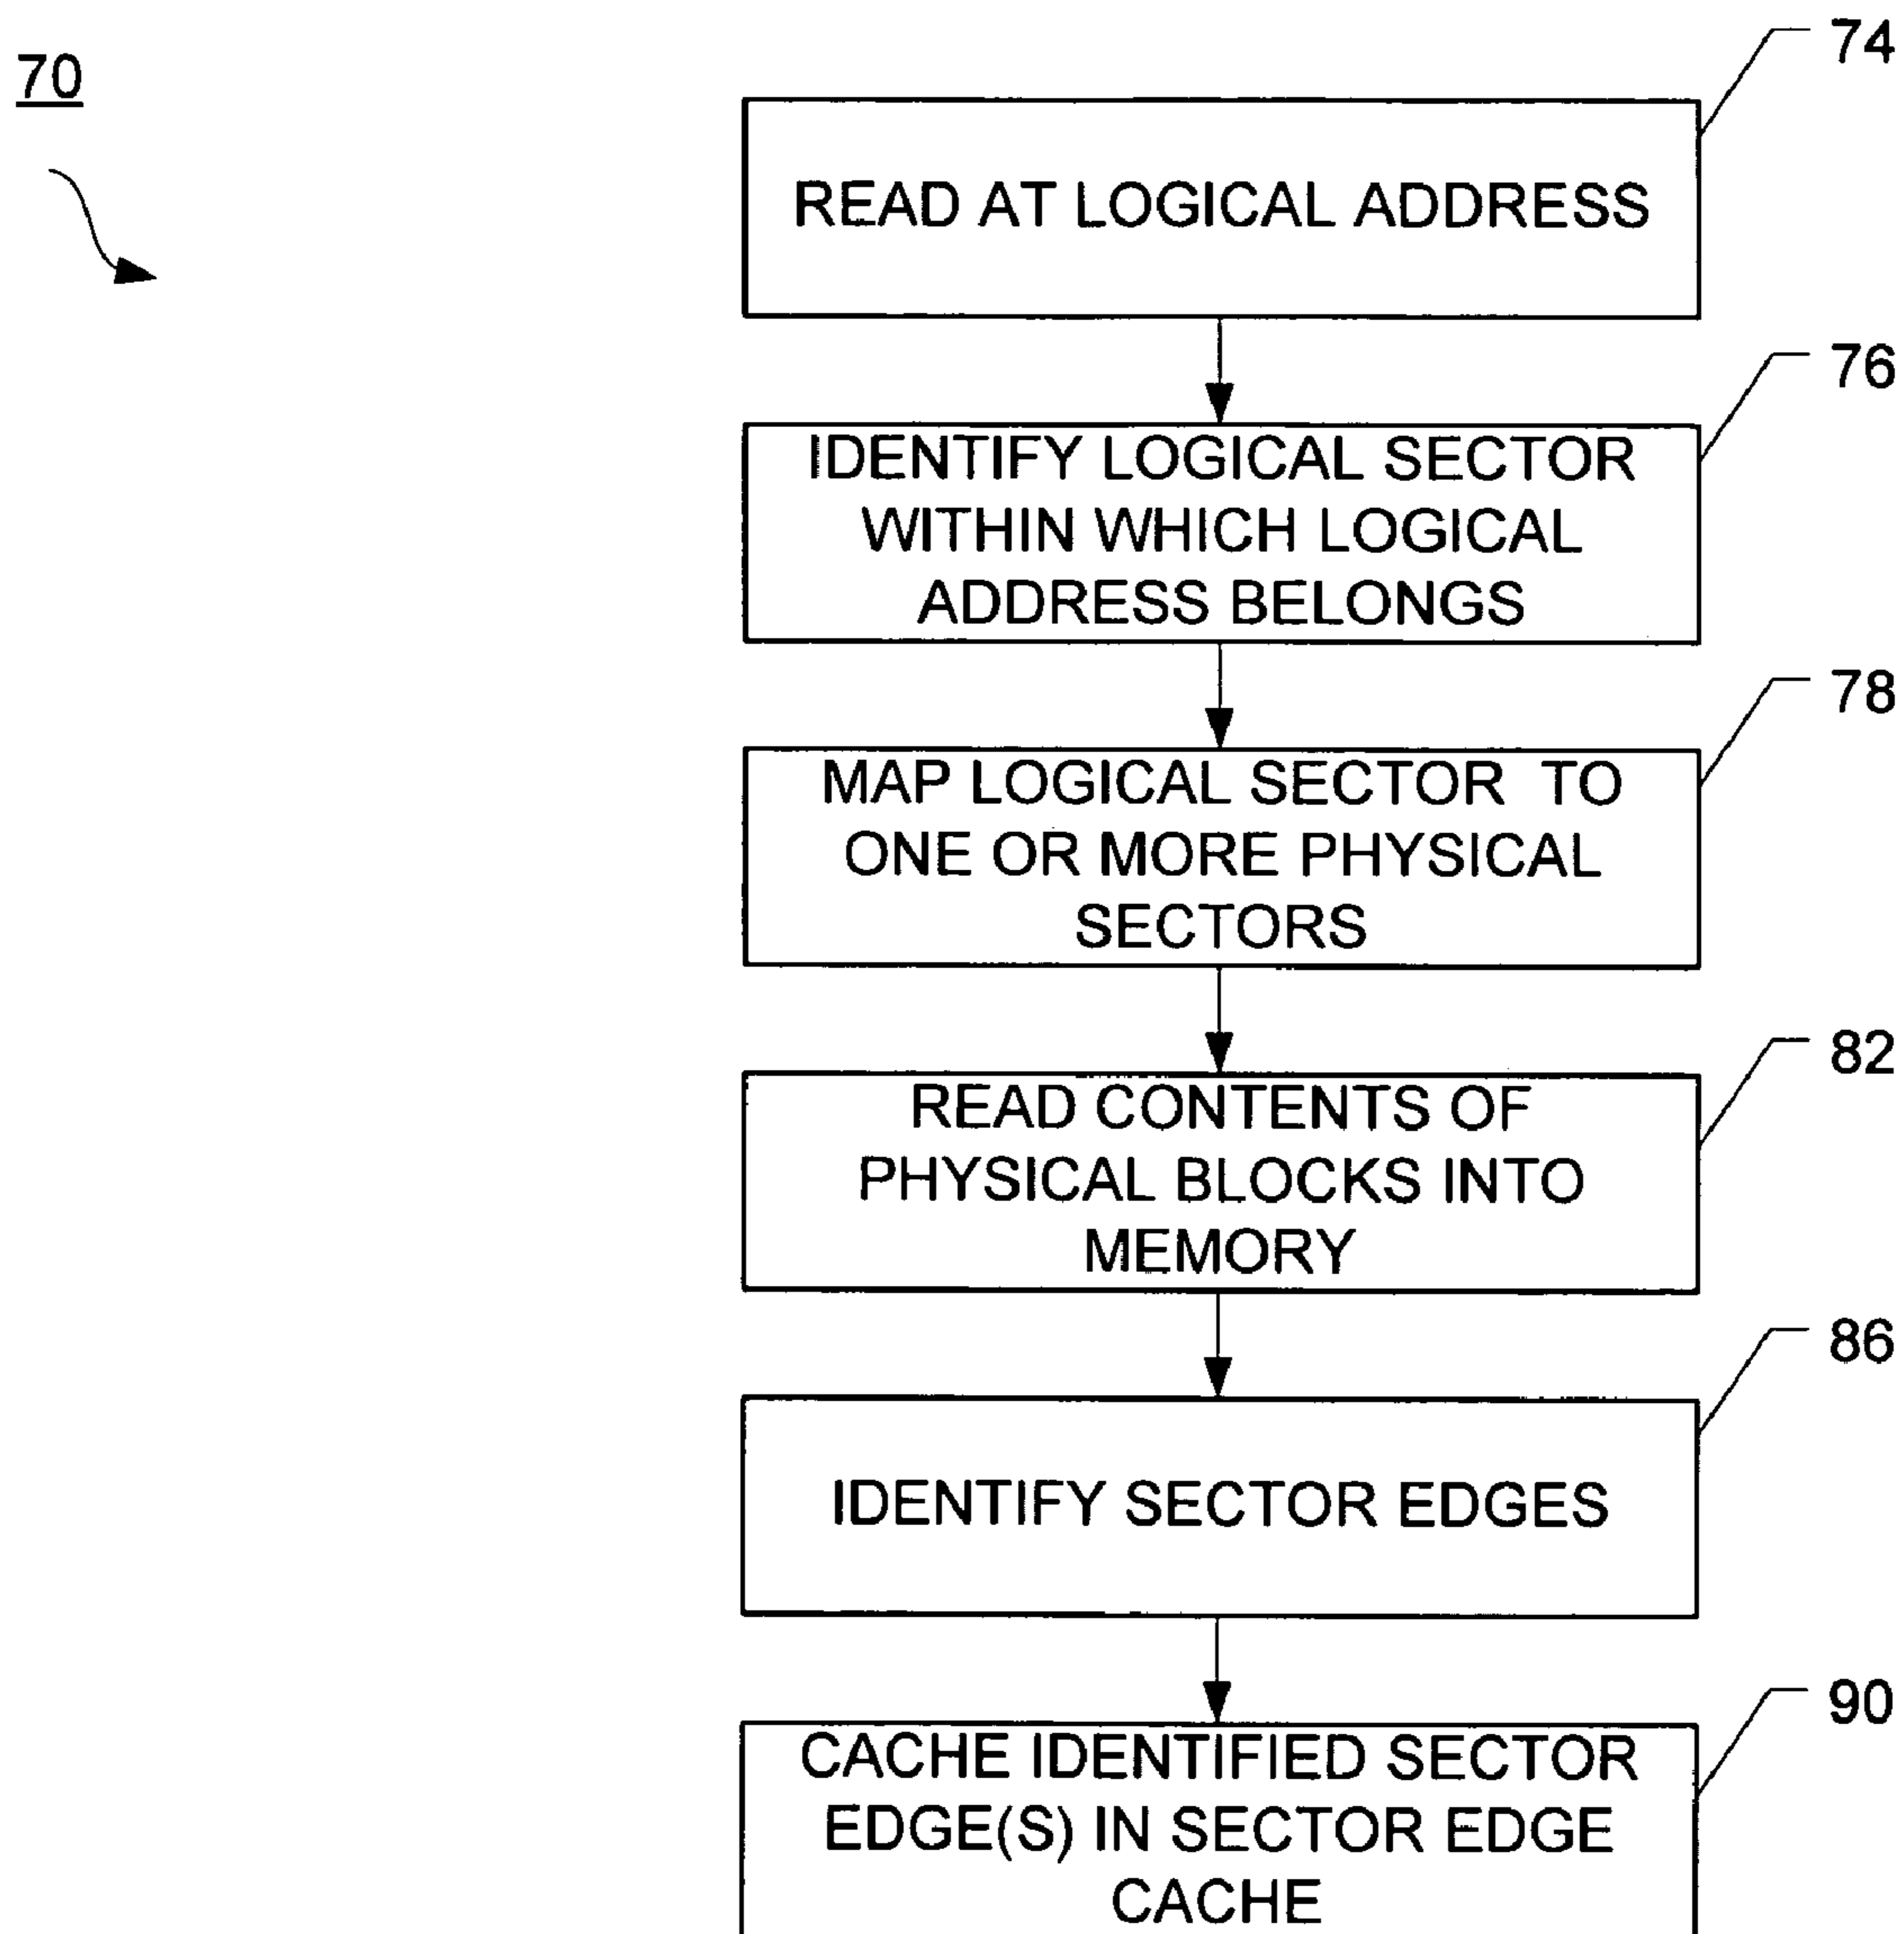 70
74
READ AT LOGICAL ADDRESS
76
IDENTIFY LOGICAL SECTOR
WITHIN WHICH LOGICAL
ADDRESS BELONGS
78
MAP LOGICAL SECTOR TO
ONE OR MORE PHYSICAL
SECTORS
82
READ CONTENTS OF
PHYSICAL BLOCKS INTO
MEMORY
86
IDENTIFY SECTOR EDGES
90
CACHE IDENTIFIED SECTOR
EDGE(S) IN SECTOR EDGE
CACHE